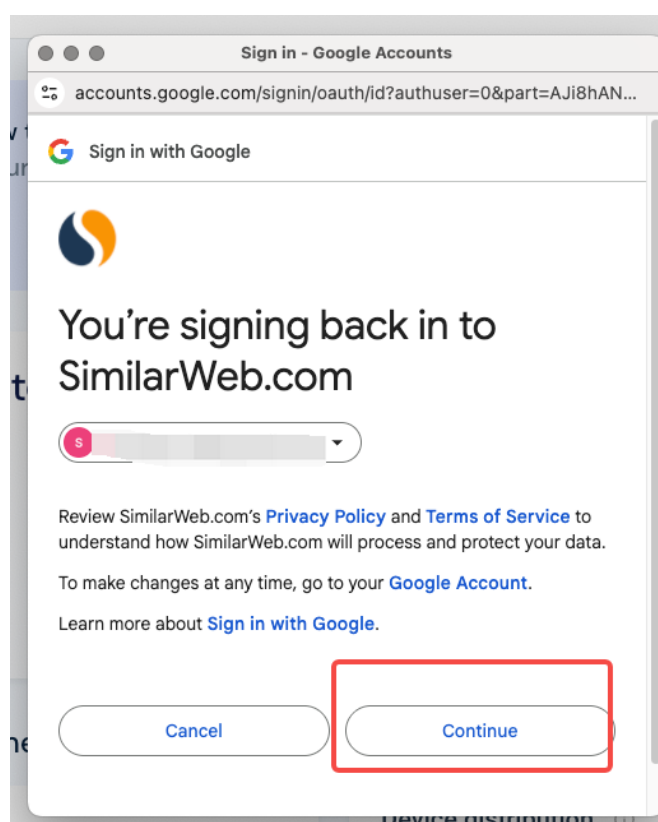 Sign in - Google Accounts
accounts.google.com/signin/oauth/id?authuser=0&part=AJi8hAN...
Sign in with Google
You're signing back in to
SimilarWeb.com
S
Review SimilarWeb.com's Privacy Policy and Terms of Service to
understand how SimilarWeb.com will process and protect your data.
To make changes at any time, go to your Google Account.
Learn more about Sign in with Google.
Cancel
Continue
Device distribution